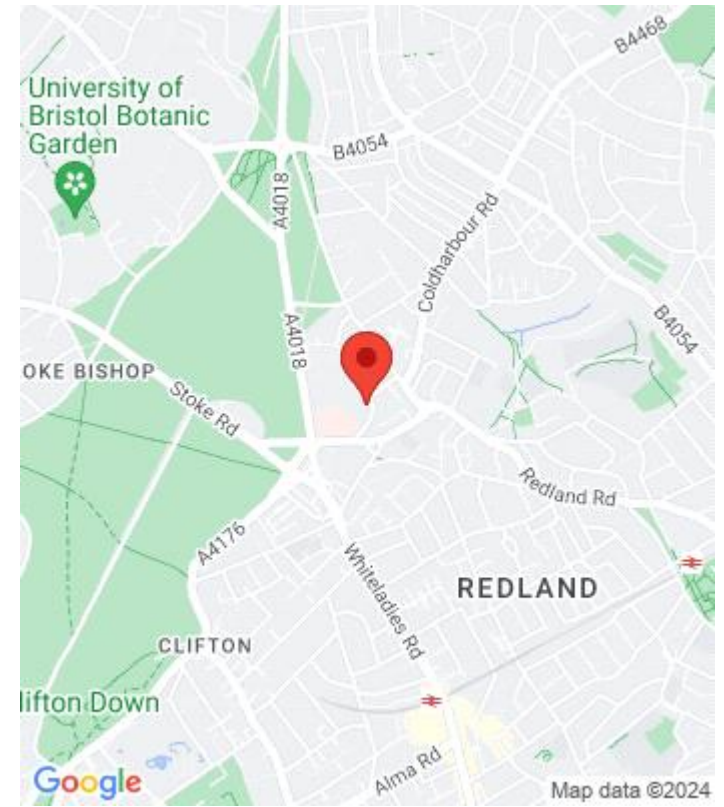 B4468
University of
Bristol Botanic
Garden
B4054
A4018
Coldharbour Rd
B4054
A4018
OKE BISHOP
Stoke Rd
Redland Rd
A4176
Whiteladies Rd
REDLAND
CLIFTON
lifton Down
Alma Rd
Google
Map data ©2024